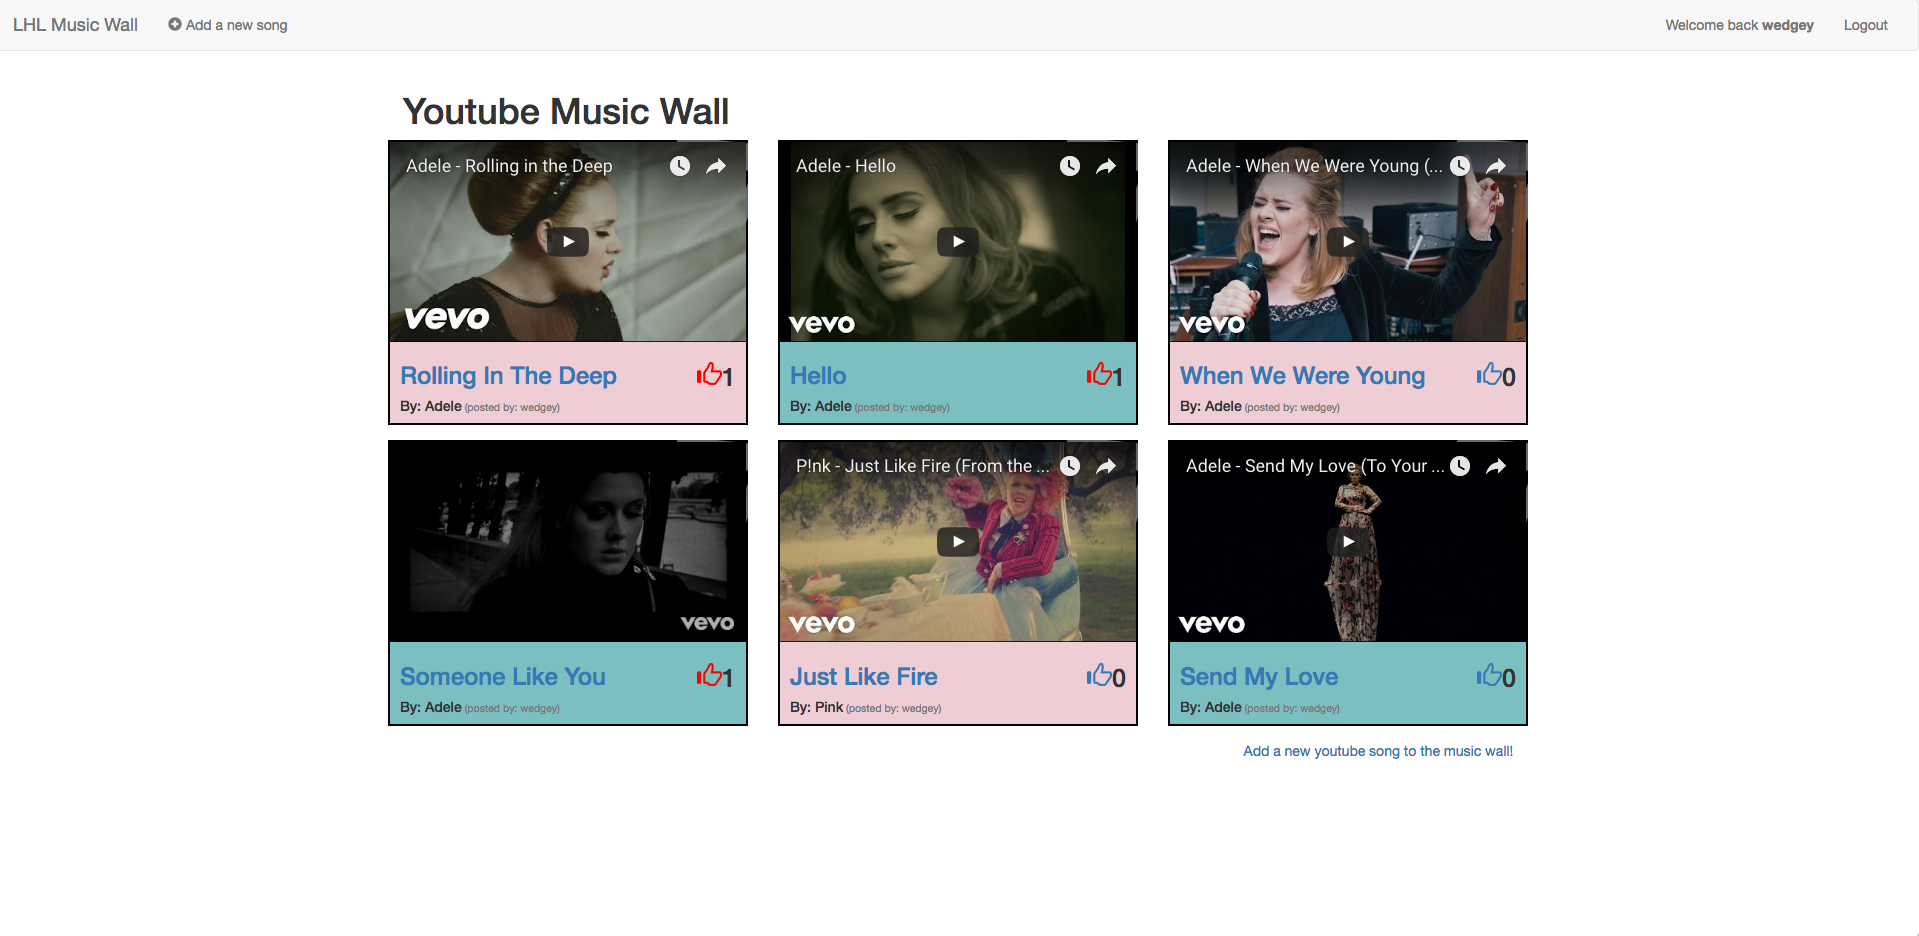 LHL Music Wall Add a new song Welcome back wedgey Logout
Youtube Music Wall
Adele - Rolling in the Deep
vevo
Rolling In The Deep 1
By: Adele (posted by: wedgey)
Adele - Hello
vevo
Hello 1
By: Adele (posted by: wedgey)
Adele - When We Were Young (...
vevo
When We Were Young 0
By: Adele (posted by: wedgey)
vevo
Someone Like You 1
By: Adele (posted by: wedgey)
P!nk - Just Like Fire (From the ...
vevo
Just Like Fire 0
By: Pink (posted by: wedgey)
Adele - Send My Love (To Your ...
vevo
Send My Love 0
By: Adele (posted by: wedgey)
Add a new youtube song to the music wall!